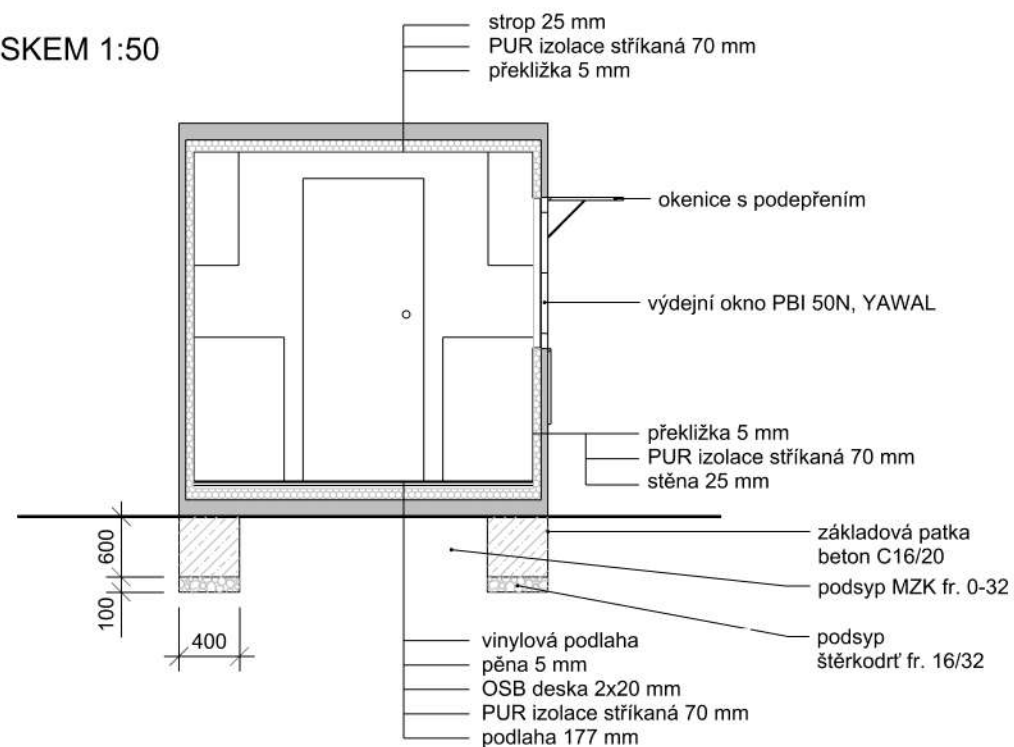 SKEM 1:50
strop 25 mm
PUR izolace stříkaná 70 mm
překližka 5 mm
okenice s podepřením
výdejní okno PBI 50N, YAWAL
překližka 5 mm
PUR izolace stříkaná 70 mm
stěna 25 mm
základová patka
beton C16/20
podsyp MZK fr. 0-32
podsyp
štěrkodrť fr. 16/32
600
100
400
vinylová podlaha
pěna 5 mm
OSB deska 2x20 mm
PUR izolace stříkaná 70 mm
podlaha 177 mm